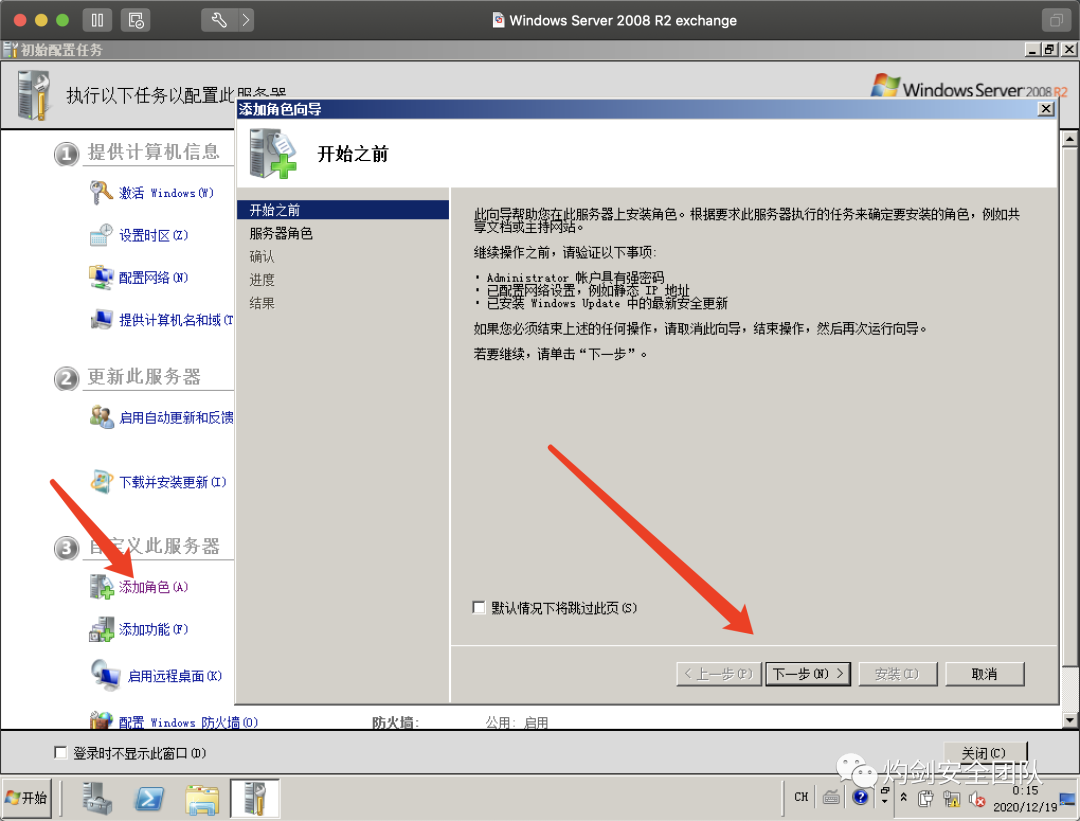 Windows Server 2008 R2 exchange
初始配置任务
执行以下任务以配置此服务器
Windows Server 2008 R2
添加角色向导
开始之前
1 提供计算机信息
激活 Windows(W)
设置时区(Z)
配置网络(N)
提供计算机名和域(T
2 更新此服务器
启用自动更新和反馈
下载并安装更新(I)
3 自定义此服务器
添加角色(A)
添加功能(F)
启用远程桌面(K)
配置 Windows 防火墙(O)
防火墙: 公用: 启用
开始之前
服务器角色
确认
进度
结果
此向导帮助您在此服务器上安装角色。根据要求此服务器执行的任务来确定要安装的角色，例如共
享文档或主持网站。
继续操作之前，请验证以下事项:
· Administrator 帐户具有强密码
· 已配置网络设置，例如静态 IP 地址
· 已安装 Windows Update 中的最新安全更新
如果您必须结束上述的任何操作，请取消此向导，结束操作，然后再次运行向导。
若要继续，请单击“下一步”。
默认情况下将跳过此页(S)
< 上一步(P) 下一步(N) > 安装(I) 取消
登录时不显示此窗口(D)
关闭(C)
灼剑安全团队
开始
CH
0:15
2020/12/19